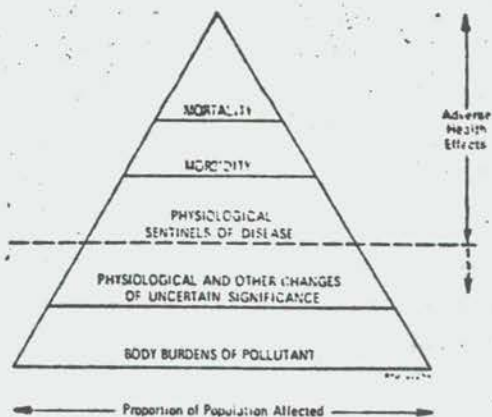 MORTALITY
MORBIDITY
PHYSIOLOGICAL
SENTINELS OF DISEASE
PHYSIOLOGICAL AND OTHER CHANGES
OF UNCERTAIN SIGNIFICANCE
BODY BURDENS OF POLLUTANT
Adverse
Health
Effects
Proportion of Population Affected